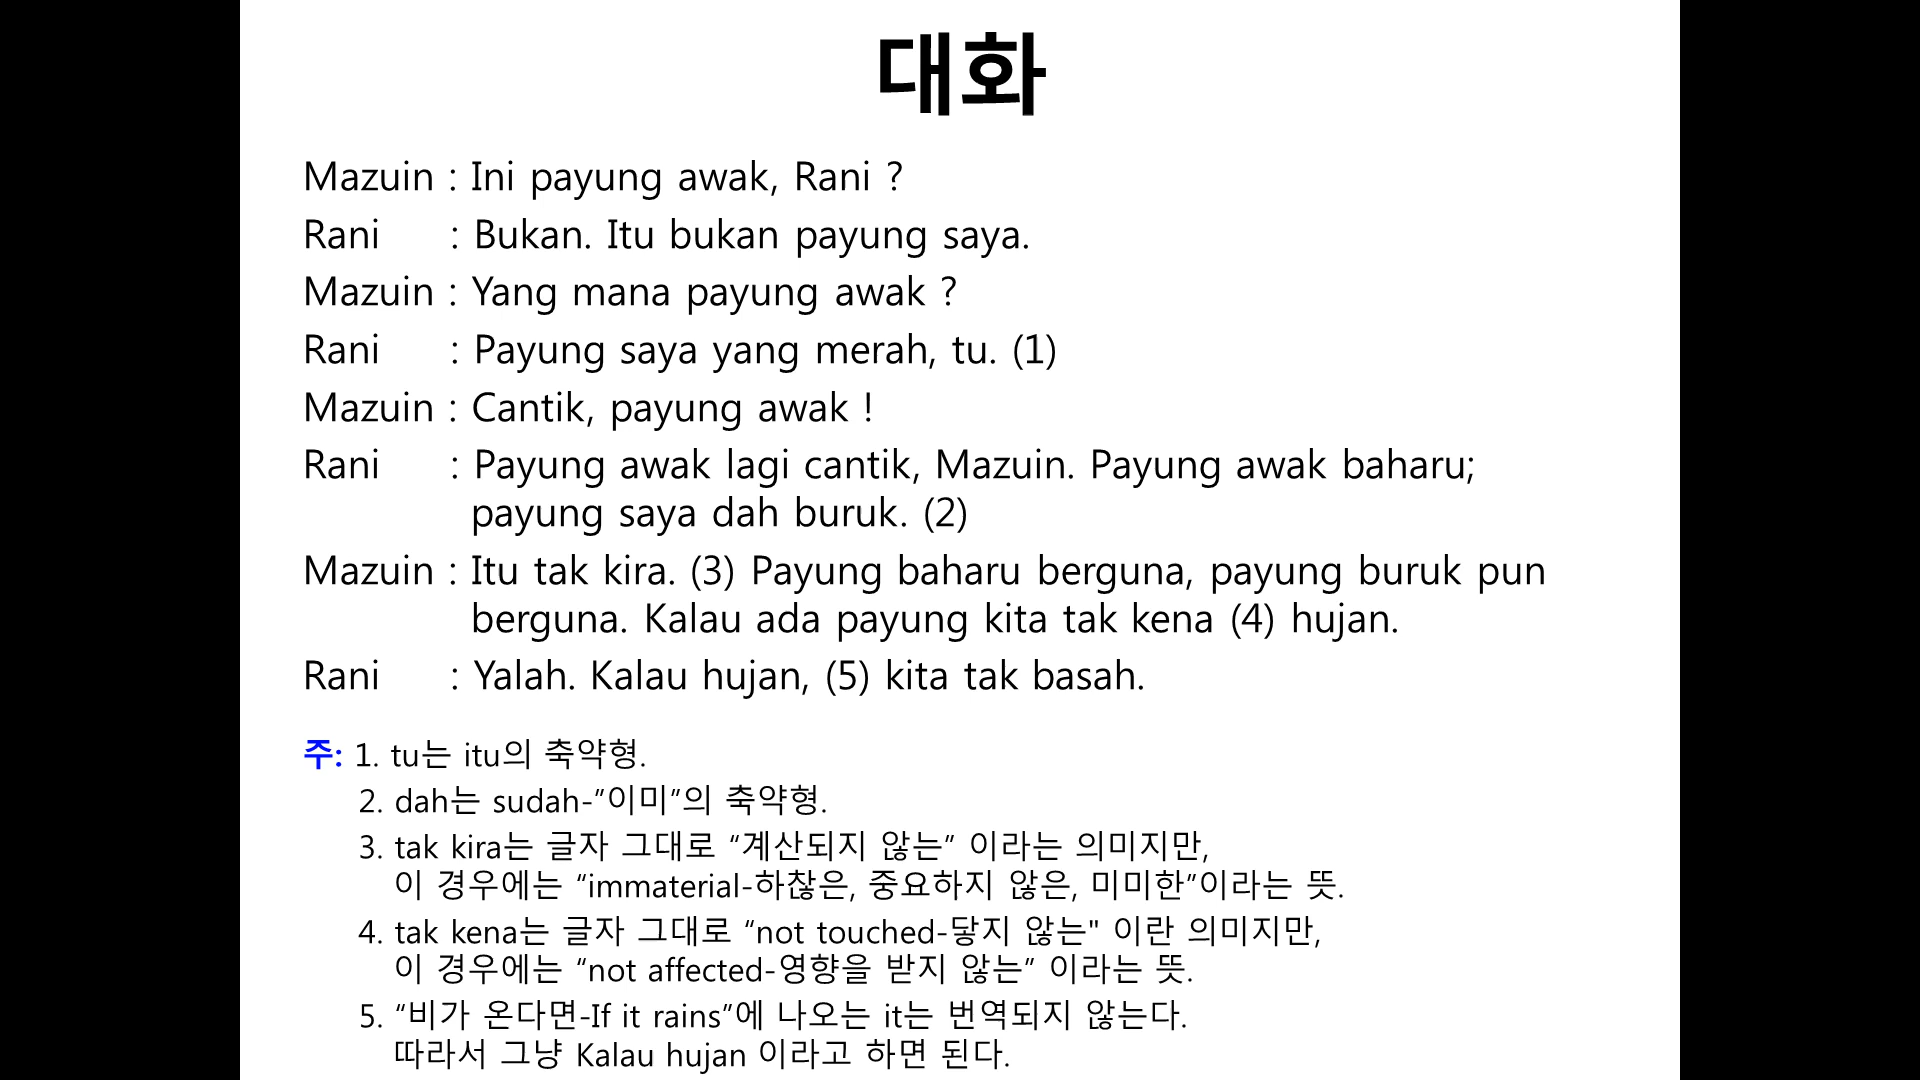 대화
Mazuin : Ini payung awak, Rani ?
Rani : Bukan. Itu bukan payung saya.
Mazuin : Yang mana payung awak ?
Rani : Payung saya yang merah, tu. (1)
Mazuin : Cantik, payung awak !
Rani : Payung awak lagi cantik, Mazuin. Payung awak baharu;
payung saya dah buruk. (2)
Mazuin : Itu tak kira. (3) Payung baharu berguna, payung buruk pun
berguna. Kalau ada payung kita tak kena (4) hujan.
Rani : Yalah. Kalau hujan, (5) kita tak basah.
주: 1. tu는 itu의 축약형.
2. dah는 sudah-”이미”의 축약형.
3. tak kira는 글자 그대로 “계산되지 않는” 이라는 의미지만,
이 경우에는 “immaterial-하찮은, 중요하지 않은, 미미한”이라는 뜻.
4. tak kena는 글자 그대로 “not touched-닿지 않는" 이란 의미지만,
이 경우에는 “not affected-영향을 받지 않는” 이라는 뜻.
5. “비가 온다면-If it rains”에 나오는 it는 번역되지 않는다.
따라서 그냥 Kalau hujan 이라고 하면 된다.